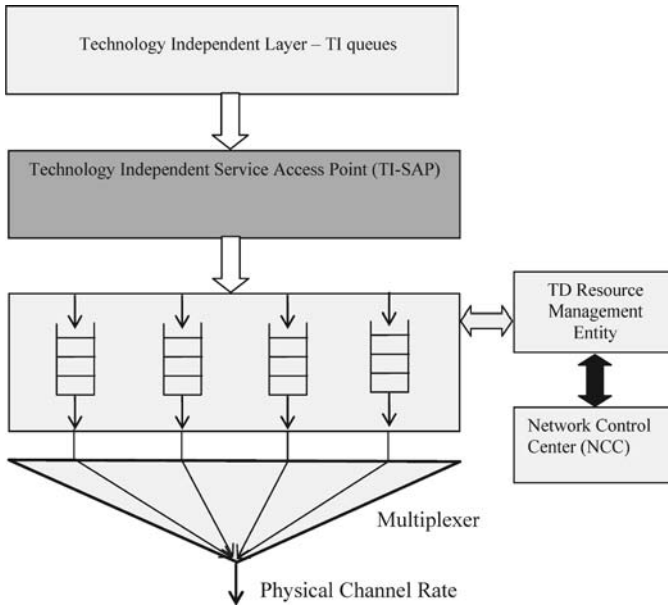 Technology Independent Layer – TI queues
Technology Independent Service Access Point (TI-SAP)
TD Resource
Management
Entity
Network Control
Center (NCC)
Multiplexer
Physical Channel Rate